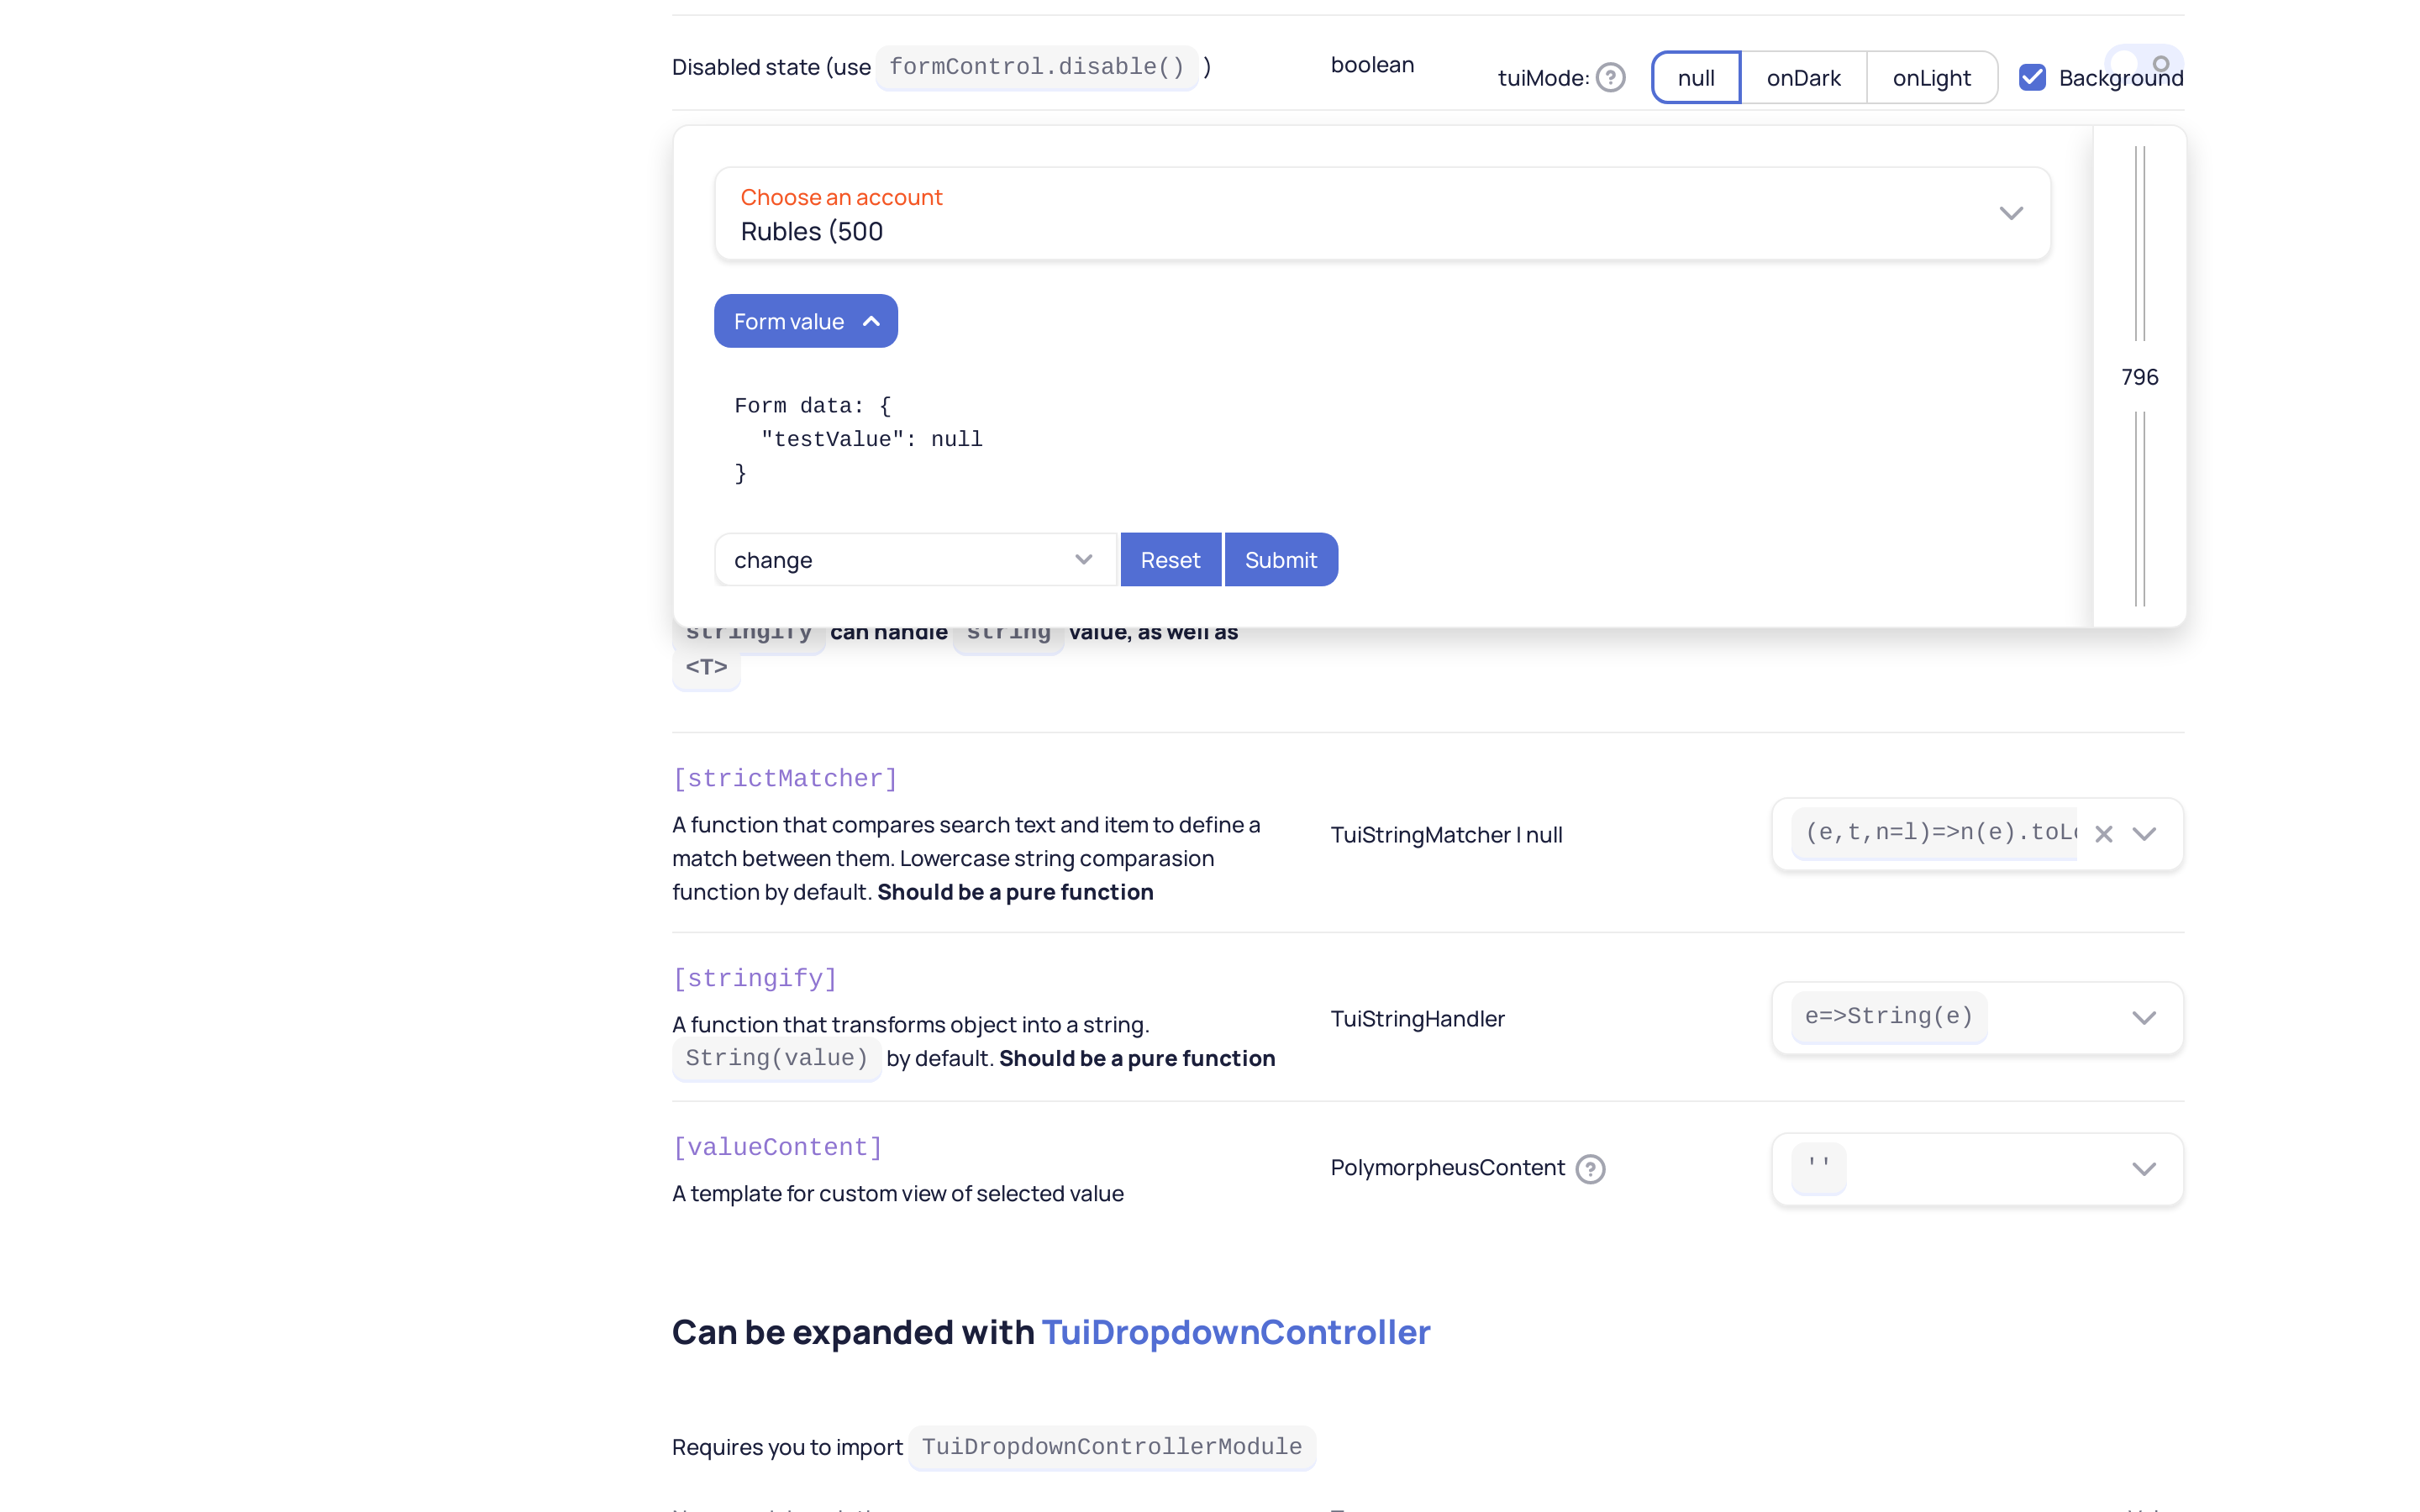 Disabled state (use formControl.disable() )
boolean
tuiMode:
null
onDark
onLight
Background
Choose an account
Rubles (500
796
Form value
Form data: {
"testValue": null
}
change
Reset
Submit
stringify can handle string value, as well as
<T>
[strictMatcher]
A function that compares search text and item to define a
match between them. Lowercase string comparasion
function by default. Should be a pure function
TuiStringMatcher | null
(e,t,n=l)=>n(e).toL
[stringify]
A function that transforms object into a string.
String(value) by default. Should be a pure function
TuiStringHandler
e=>String(e)
[valueContent]
A template for custom view of selected value
PolymorpheusContent
''
Can be expanded with TuiDropdownController
Requires you to import TuiDropdownControllerModule